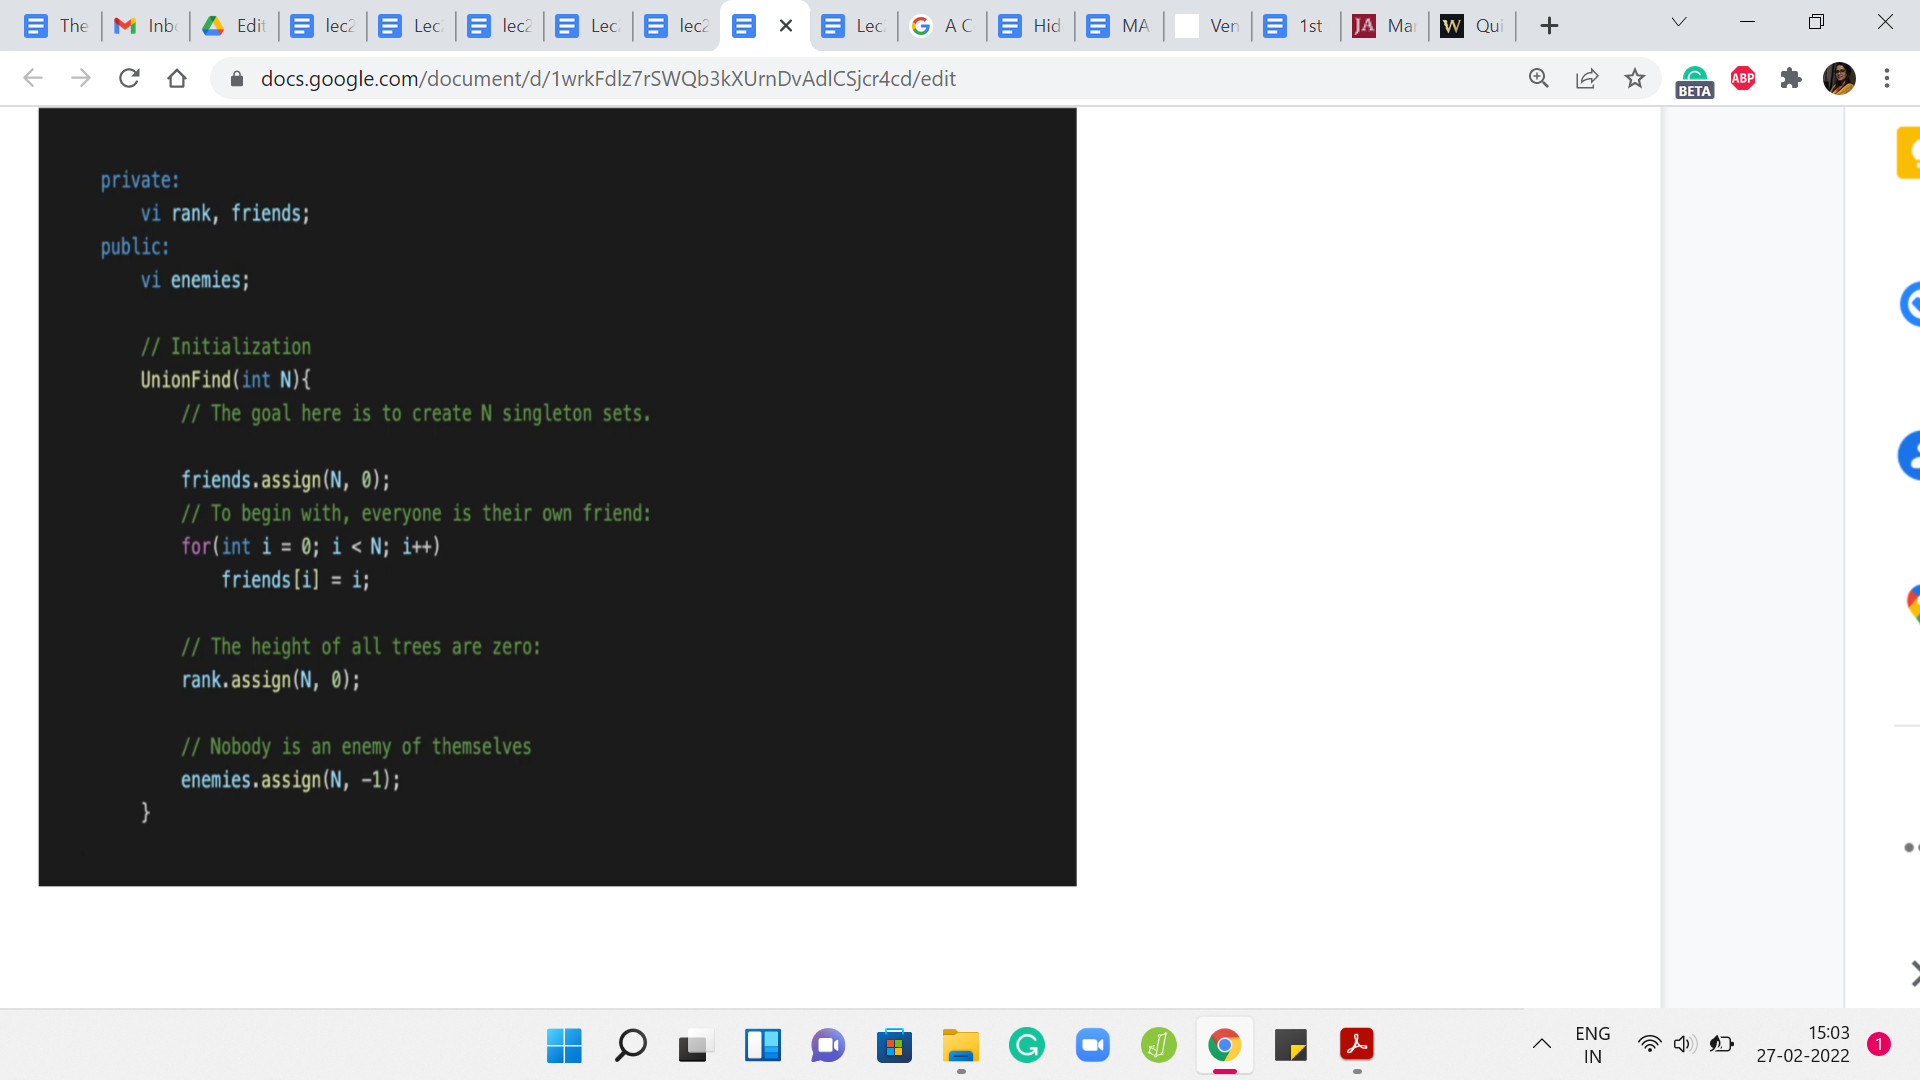 The
Inb
Edit
lec2
Lec
lec2
Lec
lec2
Lec
A C
Hid
MA
Ven
1st
JA
Mar
W
Qui
docs.google.com/document/d/1wrkFdlz7rSWQb3kXUrnDvAdlCSjcr4cd/edit
BETA
ABP
private:
vi rank, friends;
public:
vi enemies;
// Initialization
UnionFind(int N){
// The goal here is to create N singleton sets.
friends.assign(N, 0);
// To begin with, everyone is their own friend:
for(int i = 0; i < N; i++)
friends[i] = i;
// The height of all trees are zero:
rank.assign(N, 0);
// Nobody is an enemy of themselves
enemies.assign(N, -1);
}
ENG
IN
15:03
27-02-2022
1